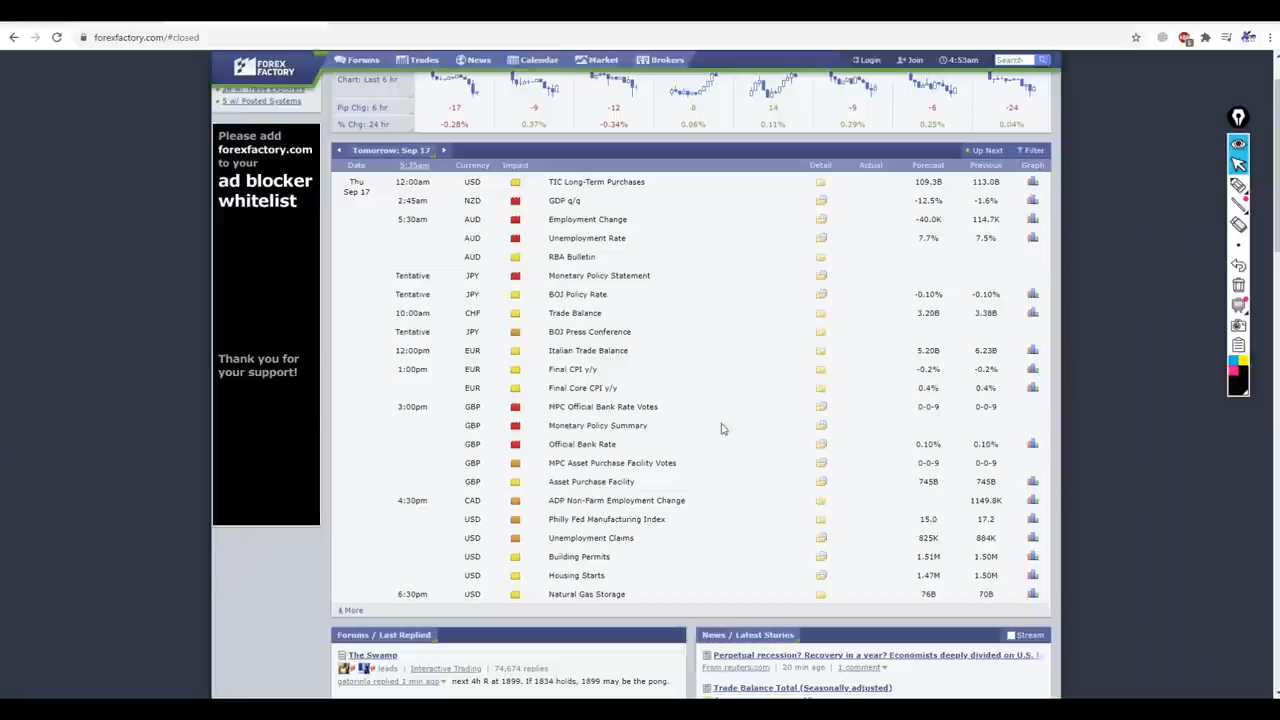 forexfactory.com/#closed
FOREX FACTORY
Forums Trades News Calendar Market Brokers Login Join 4:53am Search
5 w/ Posted Systems
Chart: Last 6 hr
Pip Chg: 6 hr -17 -9 -12 8 14 -9 -6 -24
% Chg: 24 hr -0.28% 0.37% -0.34% 0.06% 0.11% 0.29% 0.25% 0.04%
Please add
forexfactory.com
to your
ad blocker
whitelist
Thank you for
your support!
Tomorrow: Sep 17 Up Next Filter
Date 5:35am Currency Impact Detail Actual Forecast Previous Graph
Thu
Sep 17
12:00am USD TIC Long-Term Purchases 109.3B 113.0B
2:45am NZD GDP q/q -12.5% -1.6%
5:30am AUD Employment Change -40.0K 114.7K
AUD Unemployment Rate 7.7% 7.5%
AUD RBA Bulletin
Tentative JPY Monetary Policy Statement
Tentative JPY BOJ Policy Rate -0.10% -0.10%
10:00am CHF Trade Balance 3.20B 3.38B
Tentative JPY BOJ Press Conference
12:00pm EUR Italian Trade Balance 5.20B 6.23B
1:00pm EUR Final CPI y/y -0.2% -0.2%
EUR Final Core CPI y/y 0.4% 0.4%
3:00pm GBP MPC Official Bank Rate Votes 0-0-9 0-0-9
GBP Monetary Policy Summary
GBP Official Bank Rate 0.10% 0.10%
GBP MPC Asset Purchase Facility Votes 0-0-9 0-0-9
GBP Asset Purchase Facility 745B 745B
4:30pm CAD ADP Non-Farm Employment Change 1149.8K
USD Philly Fed Manufacturing Index 15.0 17.2
USD Unemployment Claims 825K 884K
USD Building Permits 1.51M 1.50M
USD Housing Starts 1.47M 1.50M
6:30pm USD Natural Gas Storage 76B 70B
More
Forums / Last Replied
The Swamp
leads | Interactive Trading | 74,674 replies
replied 1 min ago next 4h R at 1899. If 1834 holds, 1899 may be the pong.
News / Latest Stories Stream
Perpetual recession? Recovery in a year? Economists deeply divided on U.S.
From reuters.com | 20 min ago | 1 comment
Trade Balance Total (Seasonally adjusted)